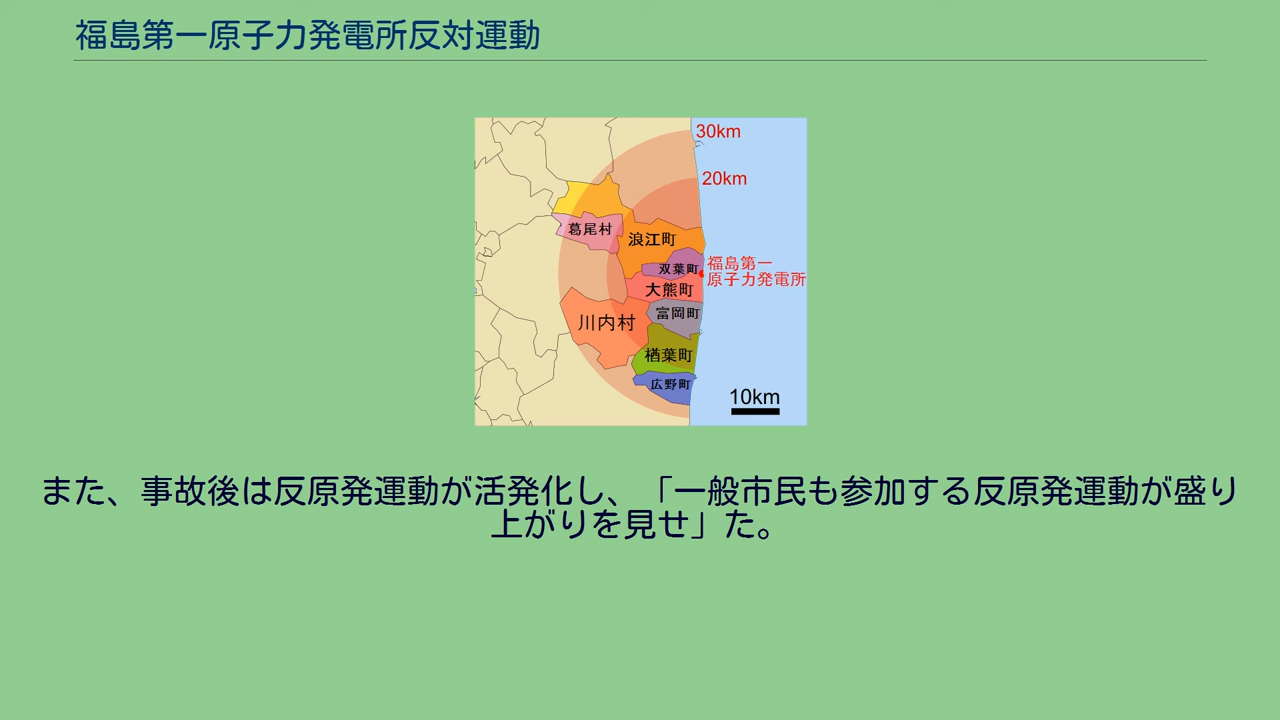 福島第一原子力発電所反対運動
30km
20km
葛尾村
浪江町
双葉町
福島第一
原子力発電所
大熊町
富岡町
川内村
楢葉町
広野町
10km
また、事故後は反原発運動が活発化し、「一般市民も参加する反原発運動が盛り
上がりを見せ」た。